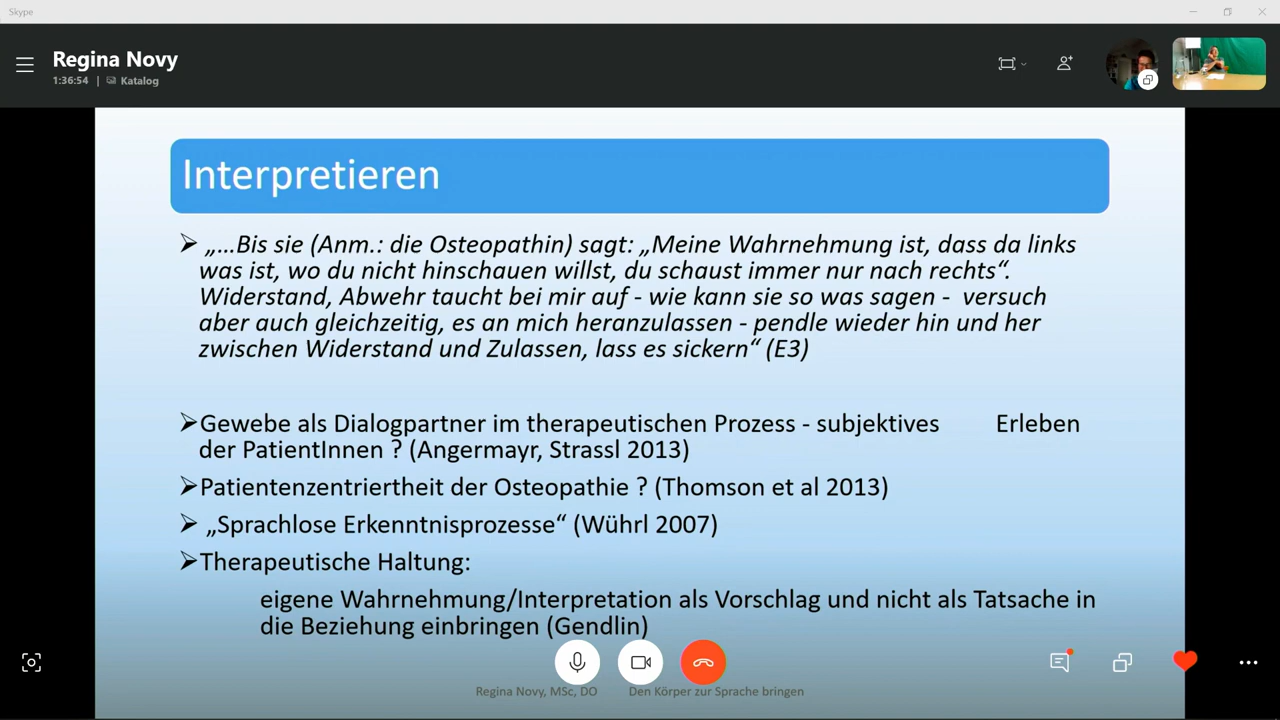 Skype
Regina Novy
1:36:54 | Katalog
Interpretieren
„…Bis sie (Anm.: die Osteopathin) sagt: „Meine Wahrnehmung ist, dass da links
was ist, wo du nicht hinschauen willst, du schaust immer nur nach rechts“.
Widerstand, Abwehr taucht bei mir auf - wie kann sie so was sagen - versuch
aber auch gleichzeitig, es an mich heranzulassen - pendle wieder hin und her
zwischen Widerstand und Zulassen, lass es sickern“ (E3)
Gewebe als Dialogpartner im therapeutischen Prozess - subjektives Erleben
der PatientInnen ? (Angermayr, Strassl 2013)
Patientenzentriertheit der Osteopathie ? (Thomson et al 2013)
„Sprachlose Erkenntnisprozesse“ (Wührl 2007)
Therapeutische Haltung:
eigene Wahrnehmung/Interpretation als Vorschlag und nicht als Tatsache in
die Beziehung einbringen (Gendlin)
Regina Novy, MSc, DO Den Körper zur Sprache bringen